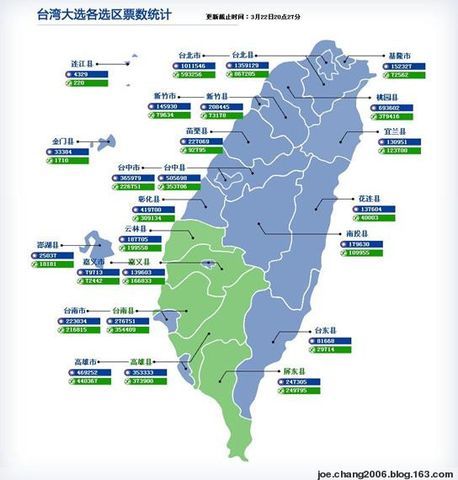 台湾大选各选区票数统计
更新截止时间：3月22日20点27分
台北市
1011546
593256
台北县
1359129
867205
基隆市
152327
72562
连江县
4329
220
新竹市
145930
79634
新竹县
208445
73178
桃园县
693602
379416
苗栗县
227069
92795
宜兰县
130951
123700
金门县
33384
1710
台中市
365979
226751
台中县
505698
353706
彰化县
419700
309134
花莲县
137604
40003
云林县
187705
199558
南投县
179630
109955
澎湖县
25037
18181
嘉义市
79713
72442
嘉义县
139603
166833
台南市
223034
216815
台南县
276751
354409
台东县
81668
29714
高雄市
469252
440367
高雄县
353333
373900
屏东县
247305
249795
joe.chang2006.blog.163.com